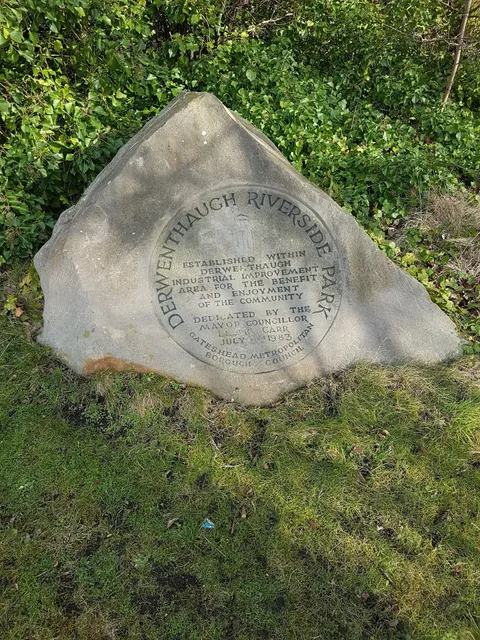 DERWENTHAUGH RIVERSIDE PARK
ESTABLISHED WITHIN
DERWENTHAUGH
INDUSTRIAL IMPROVEMENT
AREA FOR THE BENEFIT
AND ENJOYMENT
OF THE COMMUNITY
DEDICATED BY THE
MAYOR COUNCILLOR
CARR
JULY 1983
GATESHEAD METROPOLITAN
BOROUGH COUNCIL